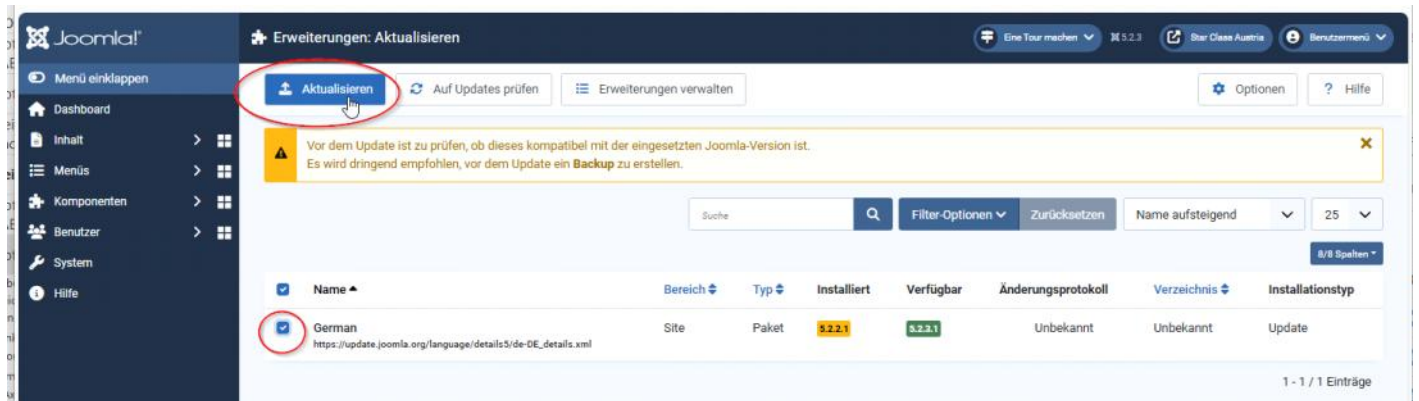 Joomla!
Erweiterungen: Aktualisieren
Eine Tour machen
5.2.3
Star Class Austria
Benutzermenü
Menü einklappen
Dashboard
Inhalt
Menüs
Komponenten
Benutzer
System
Hilfe
Aktualisieren
Auf Updates prüfen
Erweiterungen verwalten
Optionen
? Hilfe
Vor dem Update ist zu prüfen, ob dieses kompatibel mit der eingesetzten Joomla-Version ist.
Es wird dringend empfohlen, vor dem Update ein Backup zu erstellen.
Suche
Filter-Optionen
Zurücksetzen
Name aufsteigend
25
8/8 Spalten
Name
Bereich
Typ
Installiert
Verfügbar
Änderungsprotokoll
Verzeichnis
Installationstyp
German
Site
Paket
5.2.2.1
5.2.3.1
Unbekannt
Unbekannt
Update
https://update.joomla.org/language/details5/de-DE_details.xml
1 - 1 / 1 Einträge